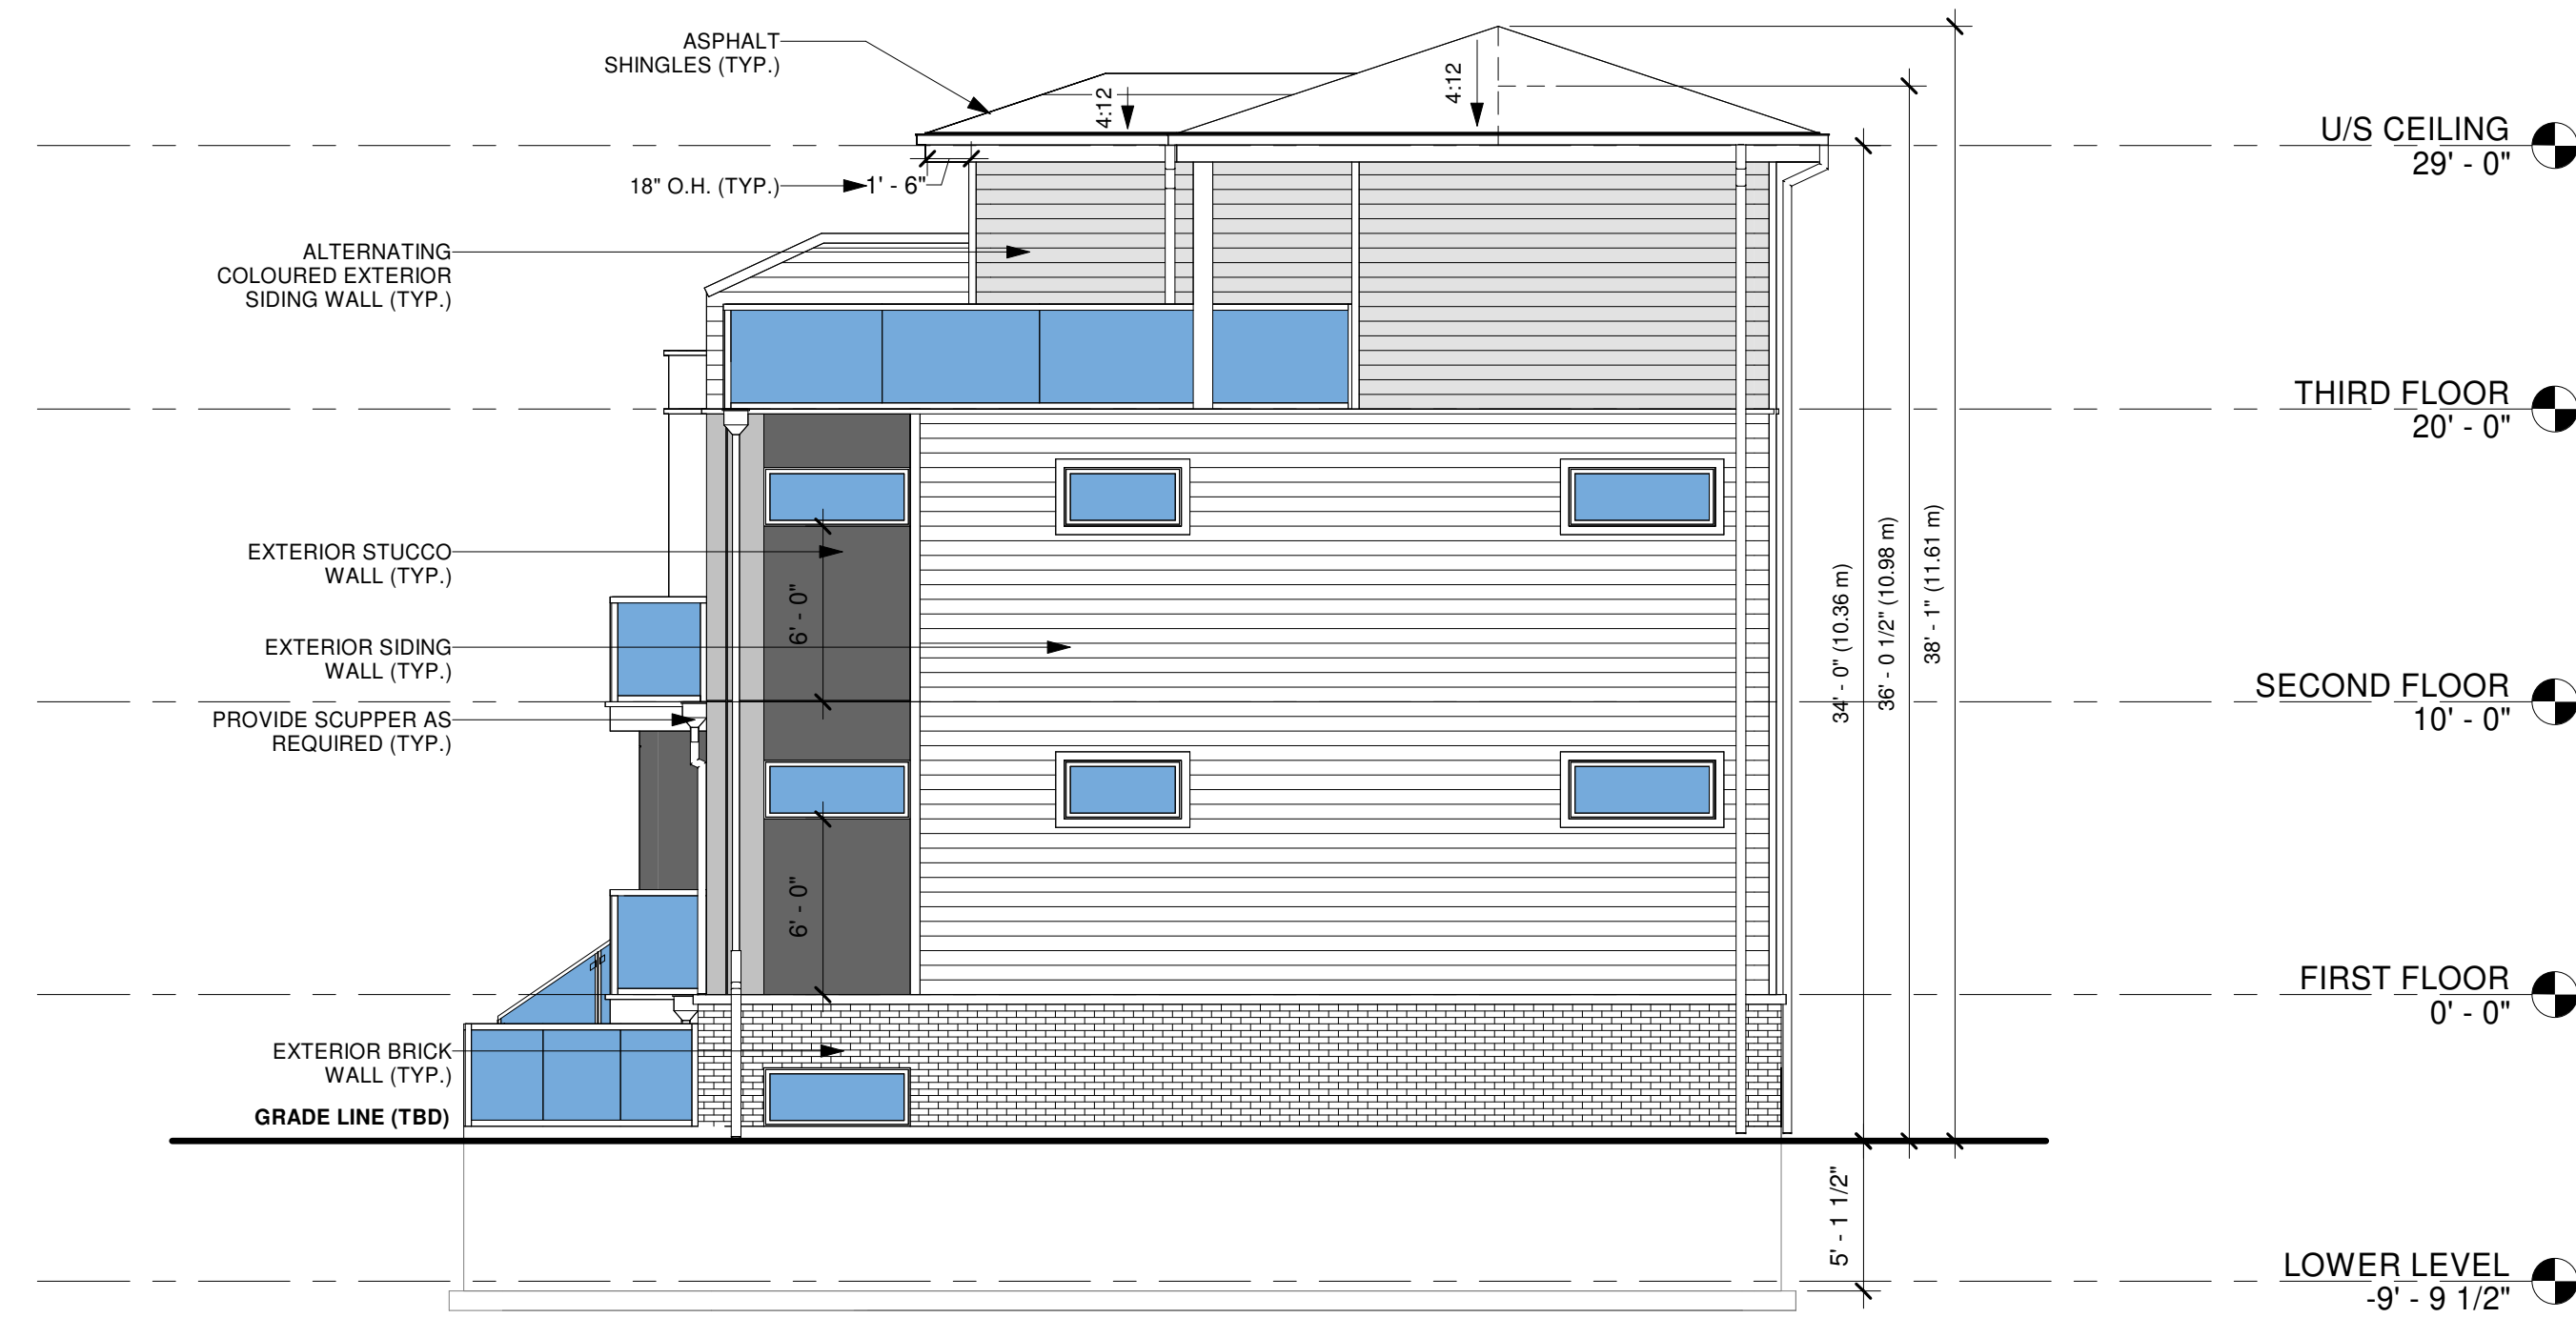 ASPHALT
SHINGLES (TYP.)
4:12
4:12
U/S CEILING
29' - 0"
18" O.H. (TYP.)
1' - 6"
ALTERNATING
COLOURED EXTERIOR
SIDING WALL (TYP.)
THIRD FLOOR
20' - 0"
EXTERIOR STUCCO
WALL (TYP.)
6' - 0"
34' - 0" (10.36 m)
36' - 0 1/2" (10.98 m)
38' - 1" (11.61 m)
EXTERIOR SIDING
WALL (TYP.)
SECOND FLOOR
10' - 0"
PROVIDE SCUPPER AS
REQUIRED (TYP.)
6' - 0"
FIRST FLOOR
0' - 0"
EXTERIOR BRICK
WALL (TYP.)
GRADE LINE (TBD)
5' - 1 1/2"
LOWER LEVEL
-9' - 9 1/2"